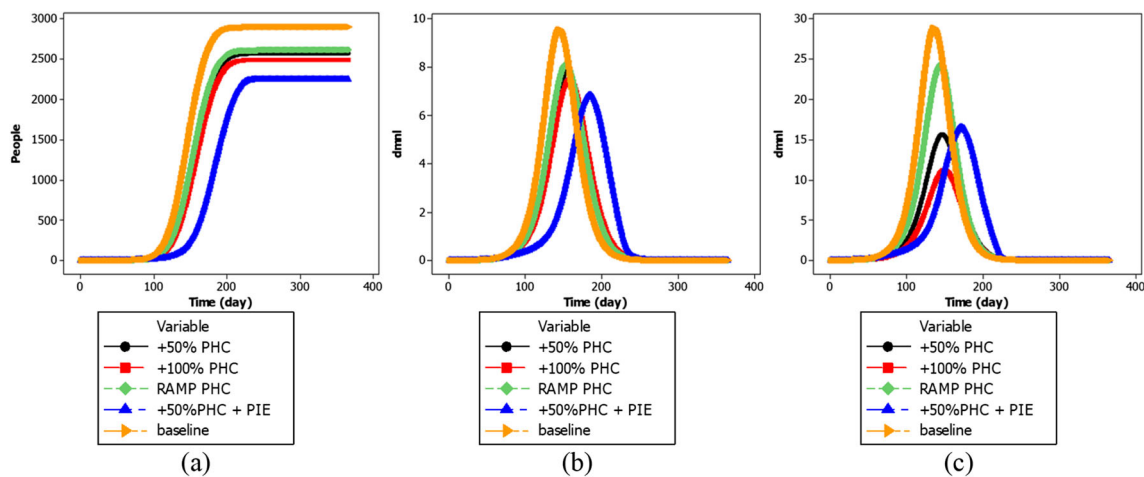 3000
2500
2000
1500
1000
500
0
People
0 100 200 300 400
Time (day)
Variable
+50% PHC
+100% PHC
RAMP PHC
+50%PHC + PIE
baseline
(a)
10
8
6
4
2
0
dmnl
0 100 200 300 400
Time (day)
Variable
+50% PHC
+100% PHC
RAMP PHC
+50%PHC + PIE
baseline
(b)
30
25
20
15
10
5
0
dmnl
0 100 200 300 400
Time (day)
Variable
+50% PHC
+100% PHC
RAMP PHC
+50%PHC + PIE
baseline
(c)